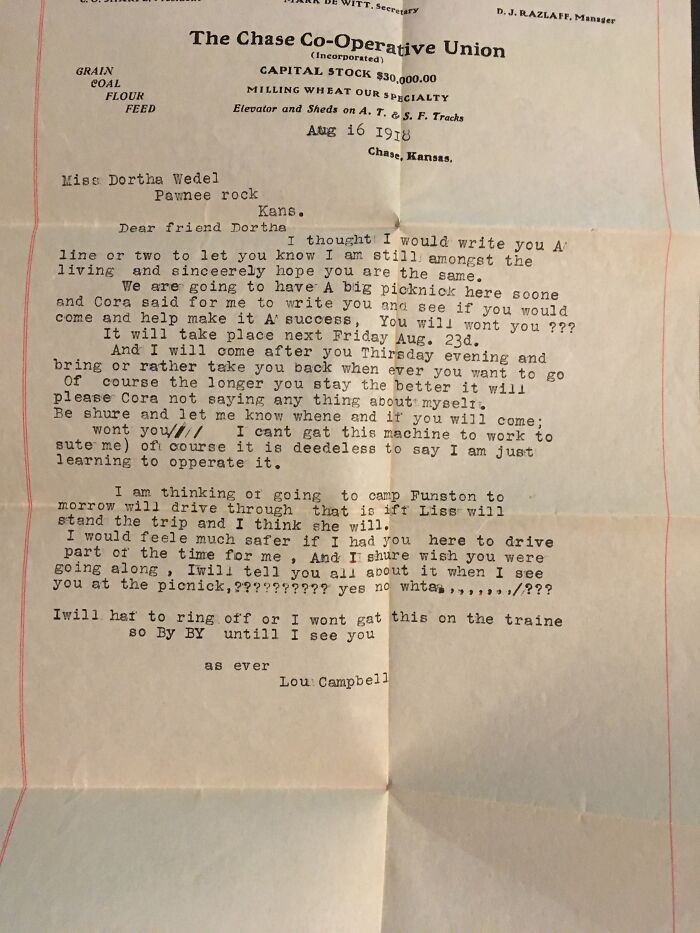 MARK DE WITT, Secretary
D. J. RAZLAFF, Manager
The Chase Co-Operative Union
(Incorporated)
GRAIN
COAL
FLOUR
FEED
CAPITAL STOCK $30,000.00
MILLING WHEAT OUR SPECIALTY
Elevator and Sheds on A. T. & S. F. Tracks
Aug 16 1918
Chase, Kansas.
Miss Dortha Wedel
Pawnee rock
Kans.
Dear friend Dortha
I thought I would write you A
line or two to let you know I am still amongst the
living and sinceerely hope you are the same.
We are going to have A big picknick here soone
and Cora said for me to write you and see if you would
come and help make it A success, You will wont you ???
It will take place next Friday Aug. 23d.
And I will come after you Thirsday evening and
bring or rather take you back when ever you want to go
Of course the longer you stay the better it will
please Cora not saying any thing about myself.
Be shure and let me know whene and if you will come;
wont you//// I cant gat this machine to work to
sute me) of course it is deedeless to say I am just
learning to opperate it.
I am thinking of going to camp Funston to
morrow will drive through that is iff Liss will
stand the trip and I think she will.
I would feele much safer if I had you here to drive
part of the time for me , And I shure wish you were
going along , Iwill tell you all about it when I see
you at the picnick,?????????? yes no whta,,,,,,,,/???
Iwill haf to ring off or I wont gat this on the traine
so By BY untill I see you
as ever
Lou Campbell